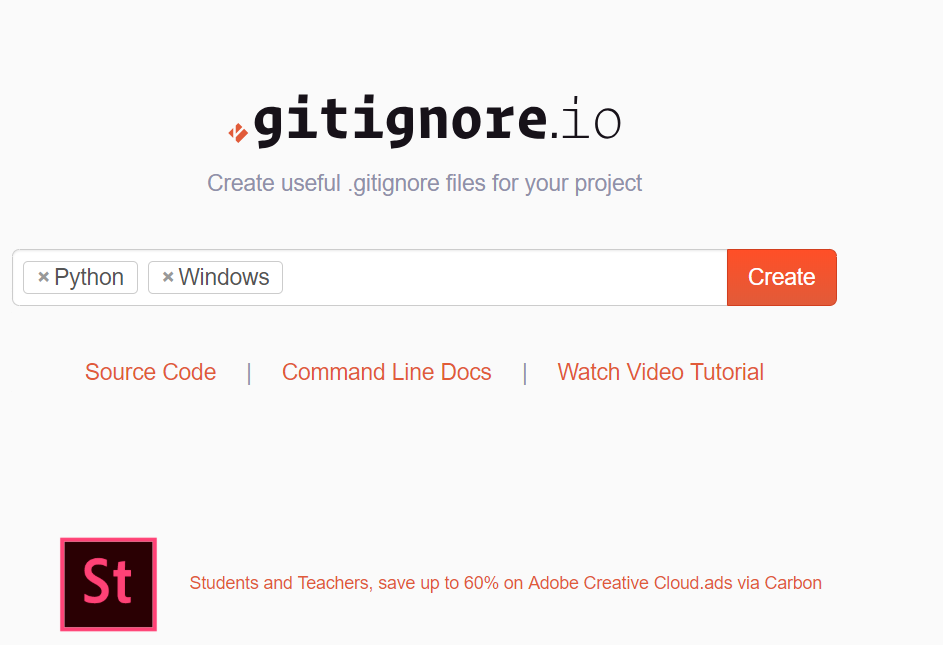 .gitignore.io
Create useful .gitignore files for your project
× Python × Windows Create
Source Code | Command Line Docs | Watch Video Tutorial
St
Students and Teachers, save up to 60% on Adobe Creative Cloud.ads via Carbon